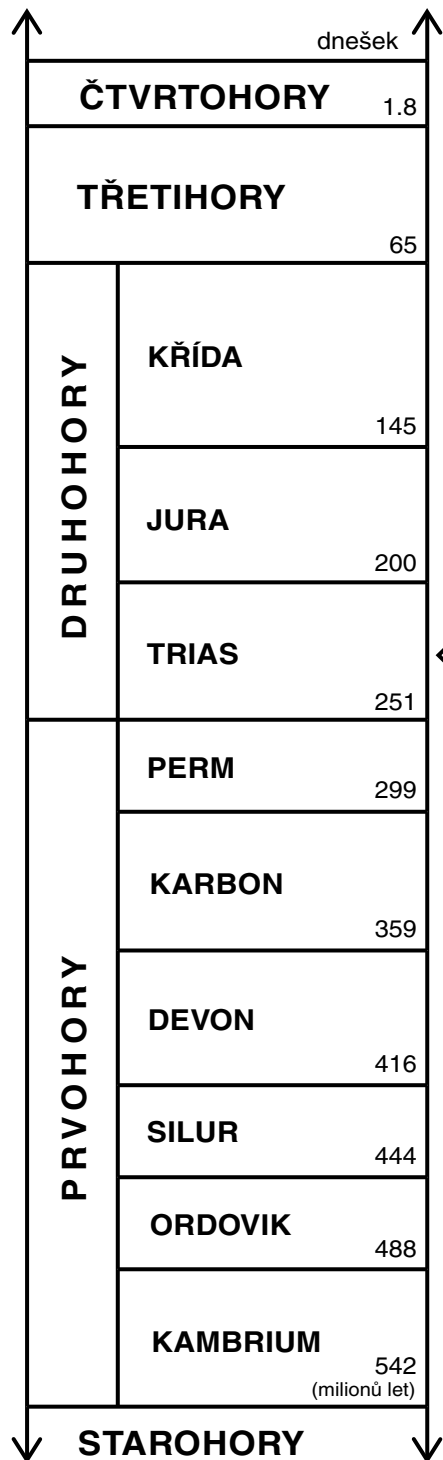 dnešek
ČTVRTOHORY
1.8
TŘETIHORY
65
DRUHOHORY
KŘÍDA
145
JURA
200
TRIAS
251
PRVOHORY
PERM
299
KARBON
359
DEVON
416
SILUR
444
ORDOVIK
488
KAMBRIUM
542
(milionů let)
STAROHORY